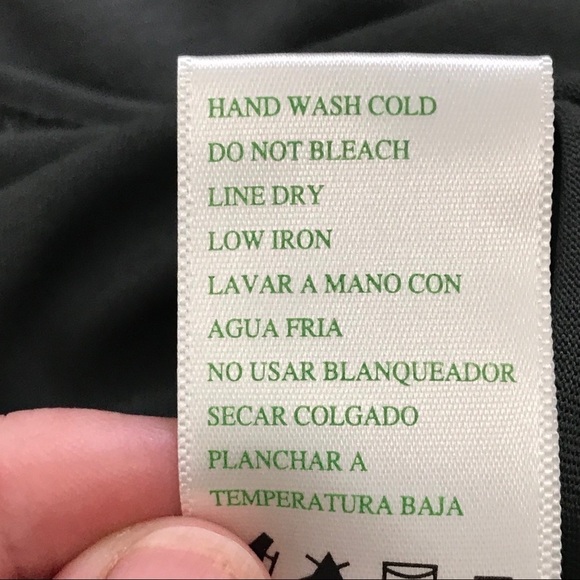 HAND WASH COLD
DO NOT BLEACH
LINE DRY
LOW IRON
LAVAR A MANO CON
AGUA FRIA
NO USAR BLANQUEADOR
SECAR COLGADO
PLANCHAR A
TEMPERATURA BAJA